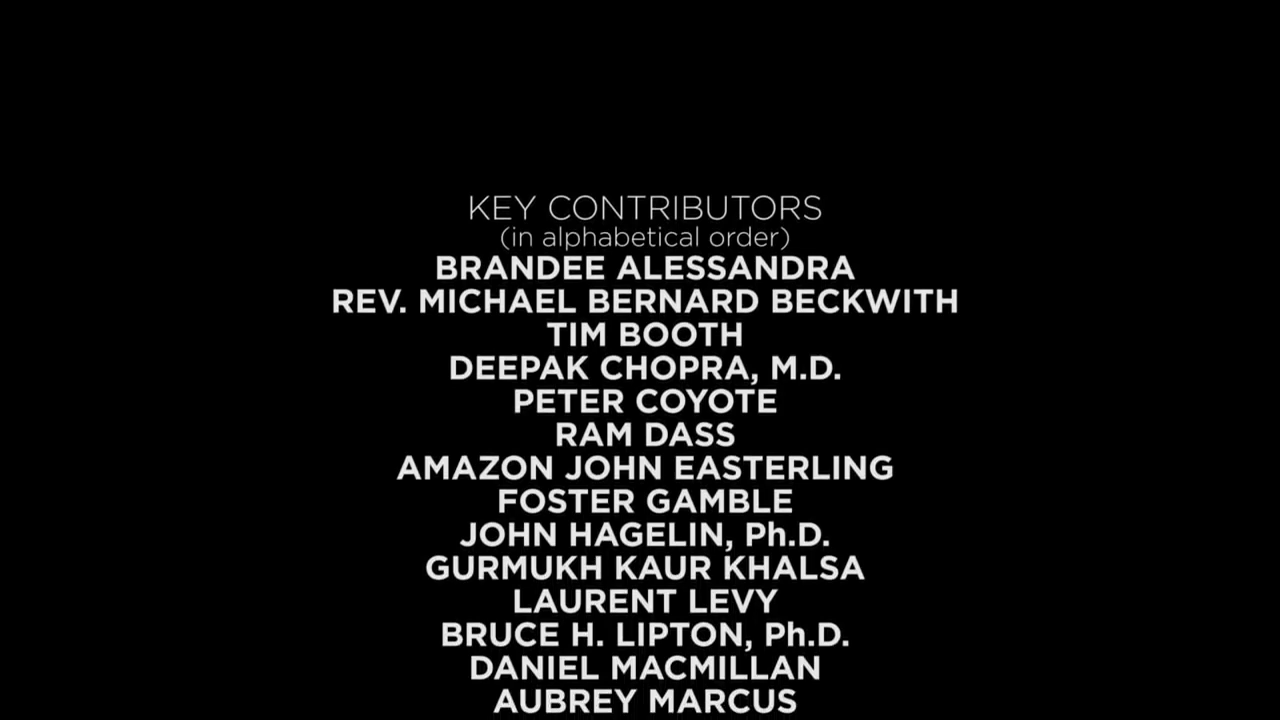 KEY CONTRIBUTORS
(in alphabetical order)
BRANDEE ALESSANDRA
REV. MICHAEL BERNARD BECKWITH
TIM BOOTH
DEEPAK CHOPRA, M.D.
PETER COYOTE
RAM DASS
AMAZON JOHN EASTERLING
FOSTER GAMBLE
JOHN HAGELIN, Ph.D.
GURMUKH KAUR KHALSA
LAURENT LEVY
BRUCE H. LIPTON, Ph.D.
DANIEL MACMILLAN
AUBREY MARCUS